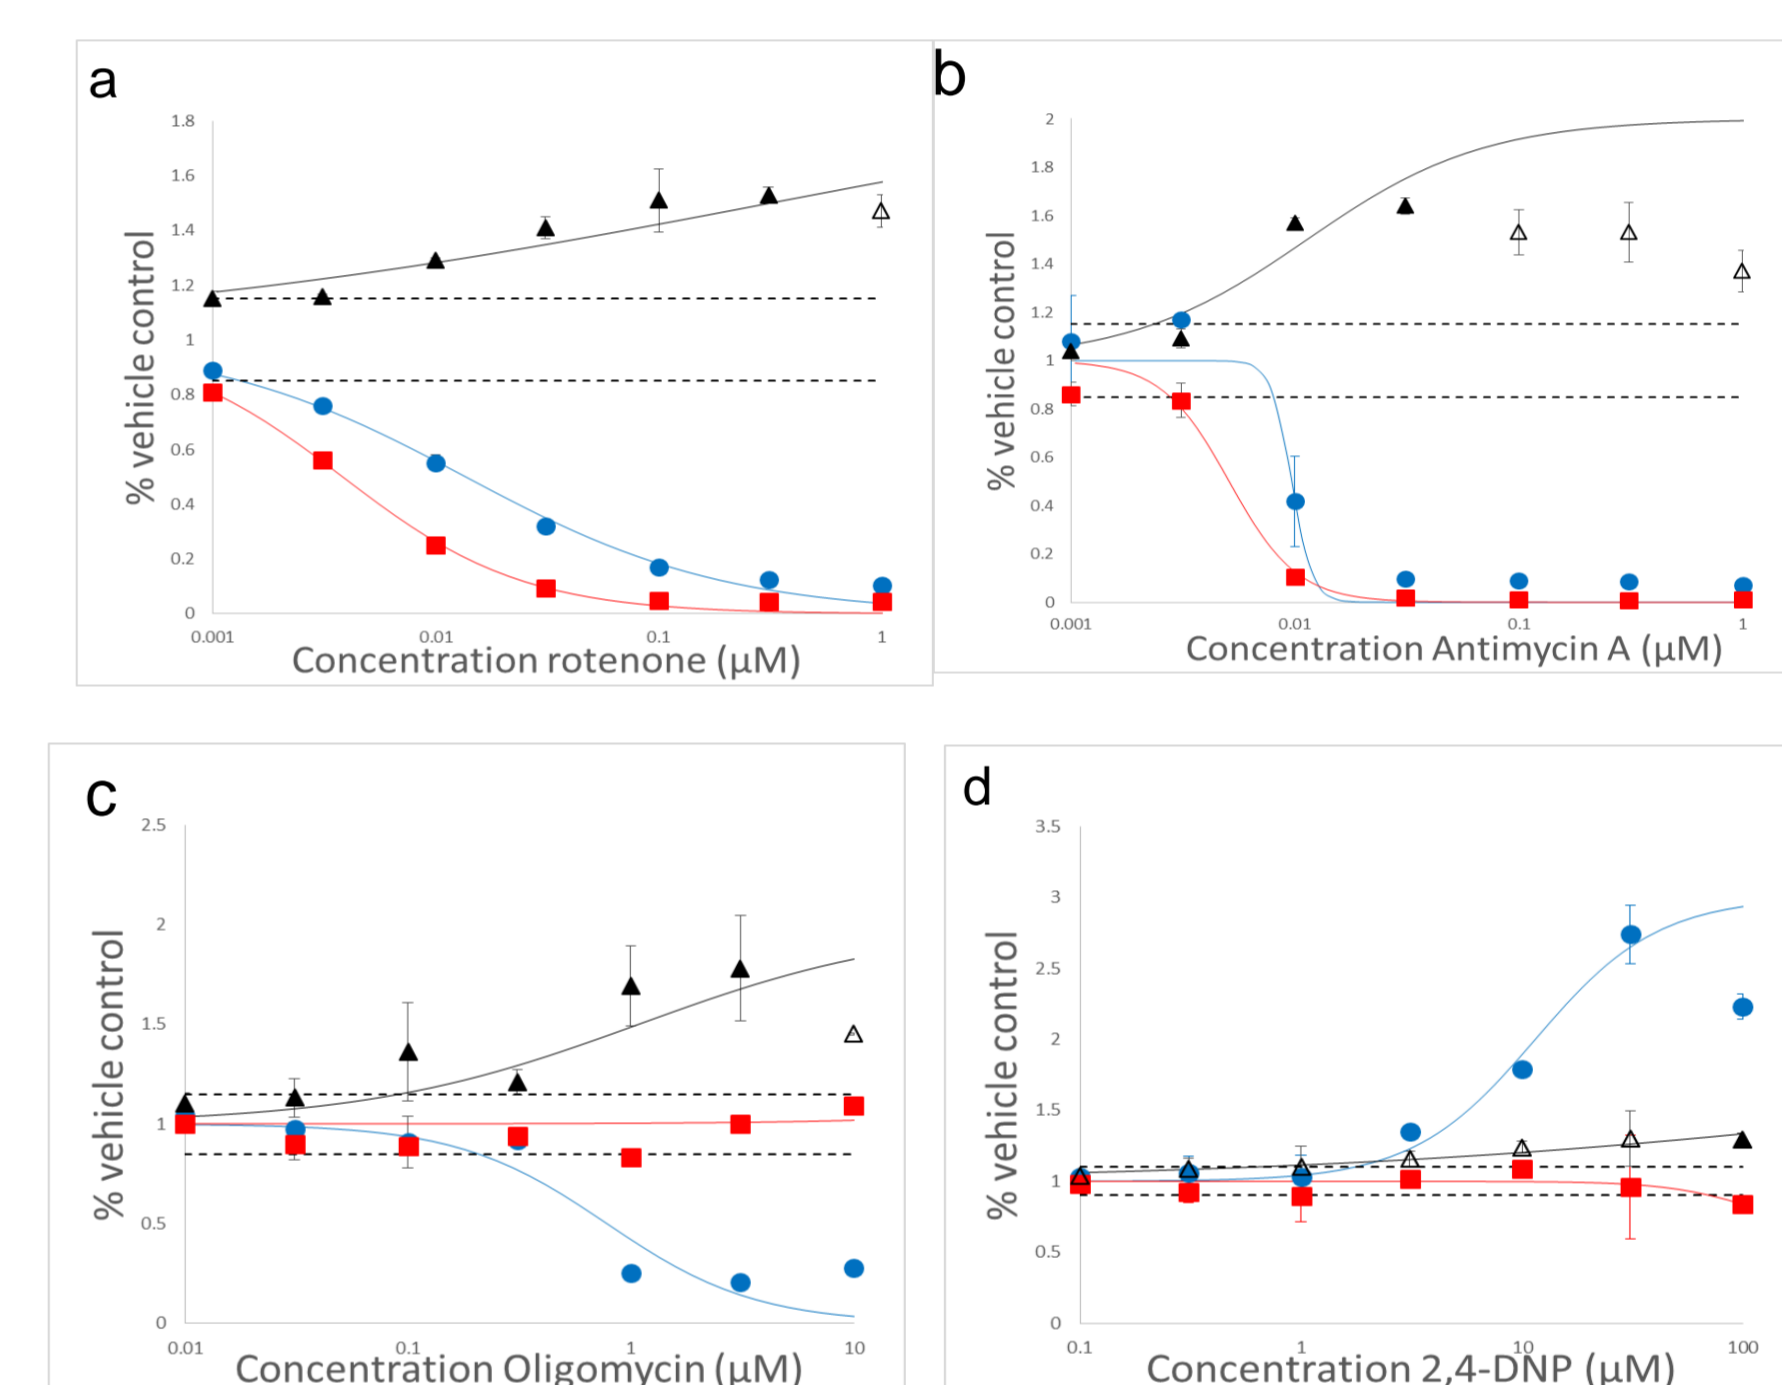 a
1.8
1.6
1.4
1.2
1
0.8
0.6
0.4
0.2
0
0.001 0.01 0.1 1
% vehicle control
Concentration rotenone (µM)
b
2
1.8
1.6
1.4
1.2
1
0.8
0.6
0.4
0.2
0
0.001 0.01 0.1 1
% vehicle control
Concentration Antimycin A (µM)
c
2.5
2
1.5
1
0.5
0
0.01 0.1 1 10
% vehicle control
Concentration Oligomycin (µM)
d
3.5
3
2.5
2
1.5
1
0.5
0
0.1 1 10 100
% vehicle control
Concentration 2,4-DNP (µM)